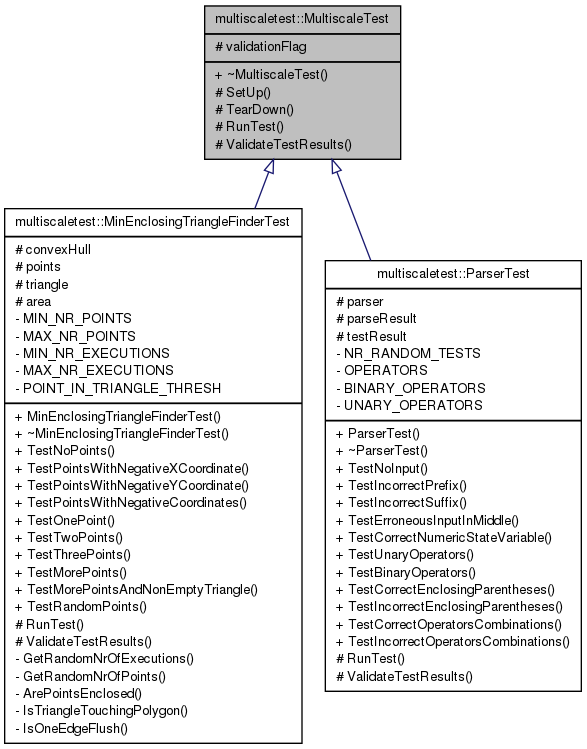 multiscaletest::MultiscaleTest
# validationFlag
+ ~MultiscaleTest()
# SetUp()
# TearDown()
# RunTest()
# ValidateTestResults()
multiscaletest::MinEnclosingTriangleFinderTest
# convexHull
# points
# triangle
# area
- MIN_NR_POINTS
- MAX_NR_POINTS
- MIN_NR_EXECUTIONS
- MAX_NR_EXECUTIONS
- POINT_IN_TRIANGLE_THRESH
+ MinEnclosingTriangleFinderTest()
+ ~MinEnclosingTriangleFinderTest()
+ TestNoPoints()
+ TestPointsWithNegativeXCoordinate()
+ TestPointsWithNegativeYCoordinate()
+ TestPointsWithNegativeCoordinates()
+ TestOnePoint()
+ TestTwoPoints()
+ TestThreePoints()
+ TestMorePoints()
+ TestMorePointsAndNonEmptyTriangle()
+ TestRandomPoints()
# RunTest()
# ValidateTestResults()
- GetRandomNrOfExecutions()
- GetRandomNrOfPoints()
- ArePointsEnclosed()
- IsTriangleTouchingPolygon()
- IsOneEdgeFlush()
multiscaletest::ParserTest
# parser
# parseResult
# testResult
- NR_RANDOM_TESTS
- OPERATORS
- BINARY_OPERATORS
- UNARY_OPERATORS
+ ParserTest()
+ ~ParserTest()
+ TestNoInput()
+ TestIncorrectPrefix()
+ TestIncorrectSuffix()
+ TestErroneousInputInMiddle()
+ TestCorrectNumericStateVariable()
+ TestUnaryOperators()
+ TestBinaryOperators()
+ TestCorrectEnclosingParentheses()
+ TestIncorrectEnclosingParentheses()
+ TestCorrectOperatorsCombinations()
+ TestIncorrectOperatorsCombinations()
# RunTest()
# ValidateTestResults()